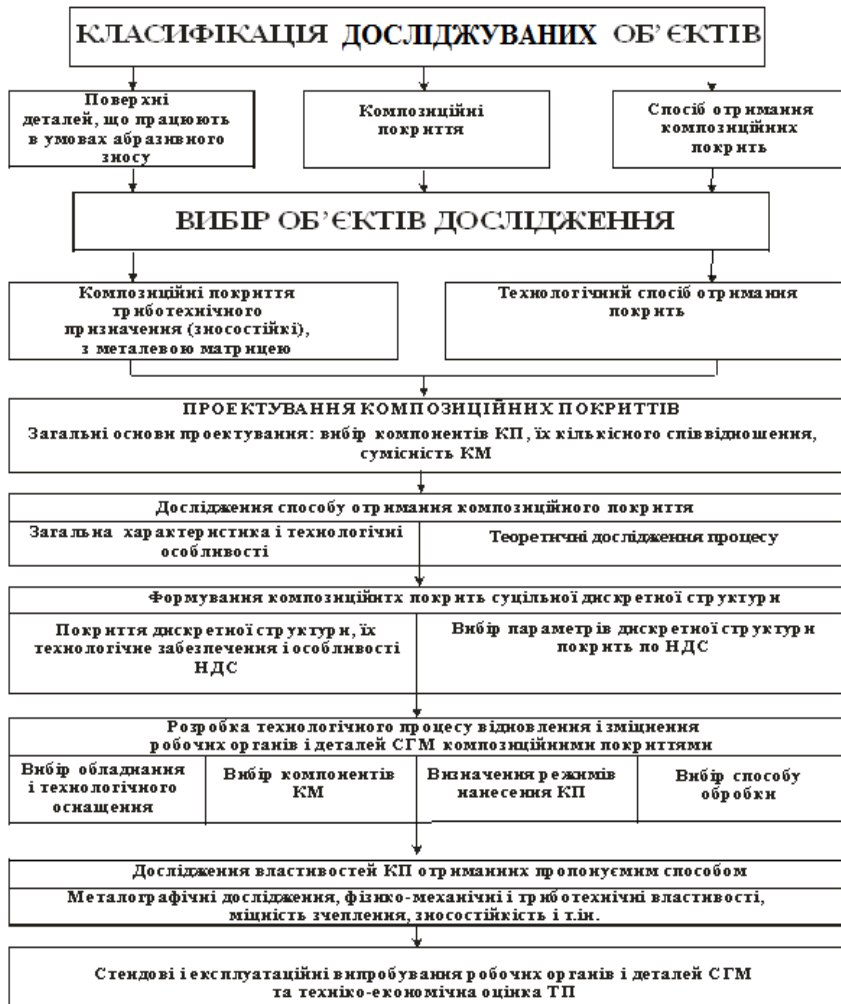 КЛАСИФІКАЦІЯ ДОСЛІДЖУВАНИХ ОБ’ЄКТІВ
Поверхні
деталей, що працюють
в умовах абразивного
зносу
Композиційні
покриття
Спосіб отримання
композиційних
покрить
ВИБІР ОБ’ЄКТІВ ДОСЛІДЖЕННЯ
Композиційні покриття
триботехнічного
призначення (зносостійкі),
з металевою матрицею
Технологічний спосіб отримання
покрить
ПРОЕКТУВАННЯ КОМПОЗИЦІЙНИХ ПОКРИТТІВ
Загальні основи проектування: вибір компонентів КП, їх кількісного співвідношення,
сумісність КМ
Дослідження способу отримання композиційного покриття
Загальна характеристика і технологічні
особливості
Теоретичні дослідження процесу
Формування композиційнтх покрить суцільної дискретної структури
Покриття дискретної структури, їх
технологічне забезпечення і особливості
НДС
Вибір параметрів дискретної структури
покрить по НДС
Розробка технологічного процесу відновлення і зміцнення
робочих органів і деталей СГМ композиційними покриттями
Вибір обладнання
і технологічного
оснащення
Вибір компонентів
КМ
Визначення режимів
нанесення КП
Вибір способу
обробки
Дослідження властивостей КП отриманних пропонуємим способом
Металографічні дослідження, фізико-механічні і триботехнічні властивості,
міцність зчеплення, зносостійкість і т.ін.
Стендові і експлуатаційні випробування робочих органів і деталей СГМ
та техніко-економічна оцінка ТП